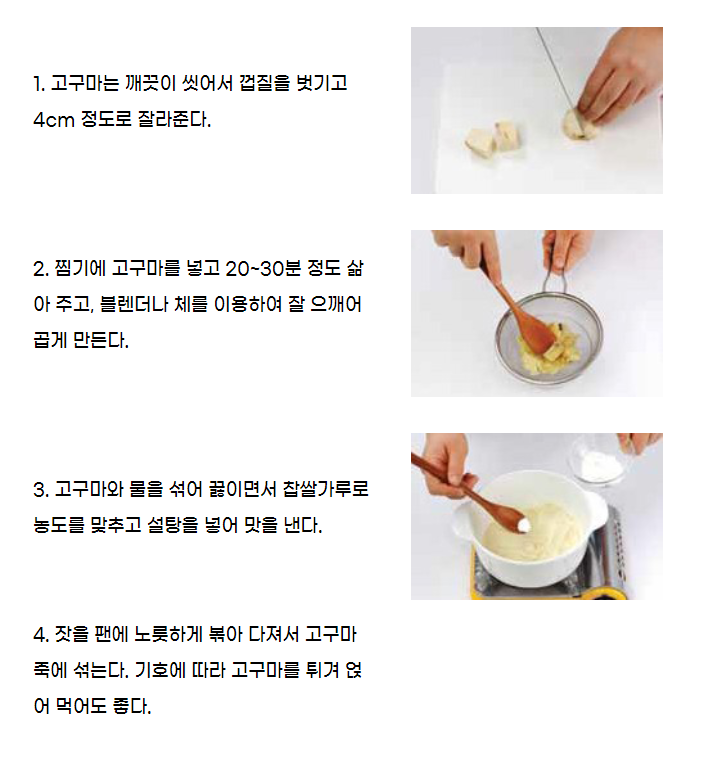 1. 고구마는 깨끗이 씻어서 껍질을 벗기고
4cm 정도로 잘라준다.
2. 찜기에 고구마를 넣고 20~30분 정도 삶
아 주고, 블렌더나 체를 이용하여 잘 으깨어
곱게 만든다.
3. 고구마와 물을 섞어 끓이면서 찹쌀가루로
농도를 맞추고 설탕을 넣어 맛을 낸다.
4. 잣을 팬에 노릇하게 볶아 다져서 고구마
죽에 섞는다. 기호에 따라 고구마를 튀겨 얹
어 먹어도 좋다.